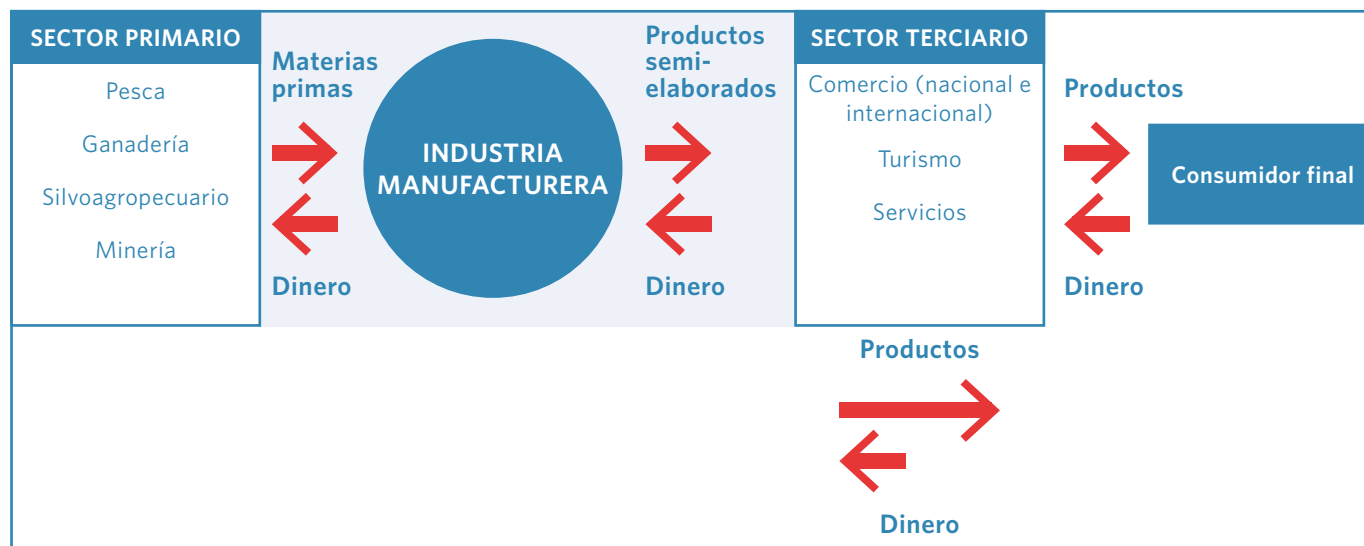 SECTOR PRIMARIO
Pesca
Ganadería
Silvoagropecuario
Minería
Materias
primas
Dinero
INDUSTRIA
MANUFACTURERA
Productos
semi-
elaborados
Dinero
SECTOR TERCIARIO
Comercio (nacional e
internacional)
Turismo
Servicios
Productos
Dinero
Consumidor final
Productos
Dinero